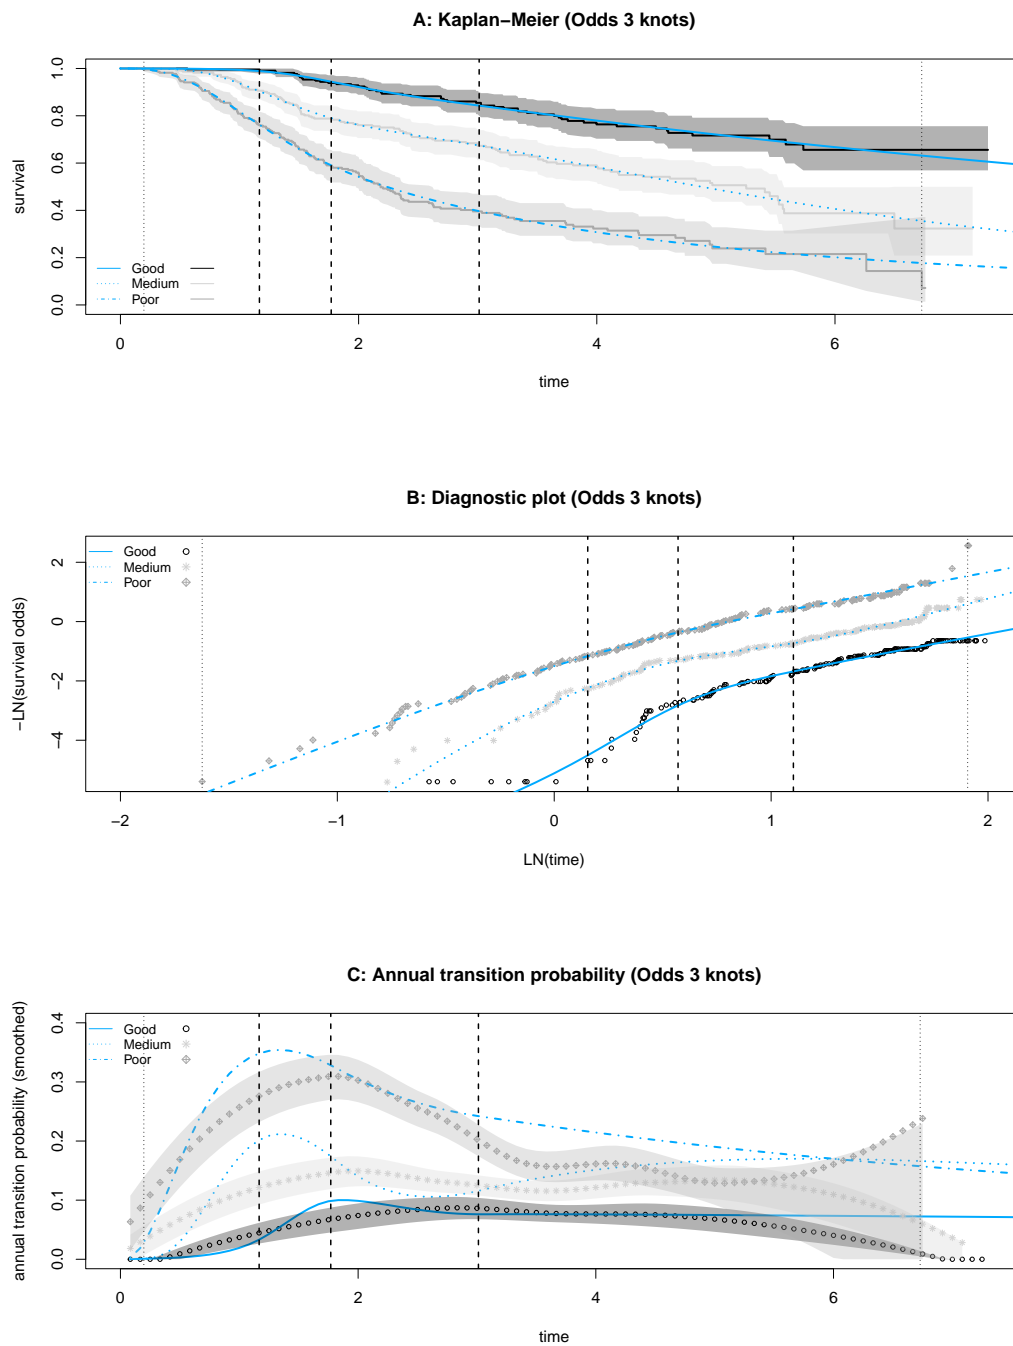 A: Kaplan−Meier (Odds 3 knots)
survival
0.0 0.2 0.4 0.6 0.8 1.0
Good
Medium
Poor
0 2 4 6
time
B: Diagnostic plot (Odds 3 knots)
−LN(survival odds)
−4 −2 0 2
Good
Medium
Poor
−2 −1 0 1 2
LN(time)
C: Annual transition probability (Odds 3 knots)
annual transition probability (smoothed)
0.0 0.1 0.2 0.3 0.4
Good
Medium
Poor
0 2 4 6
time